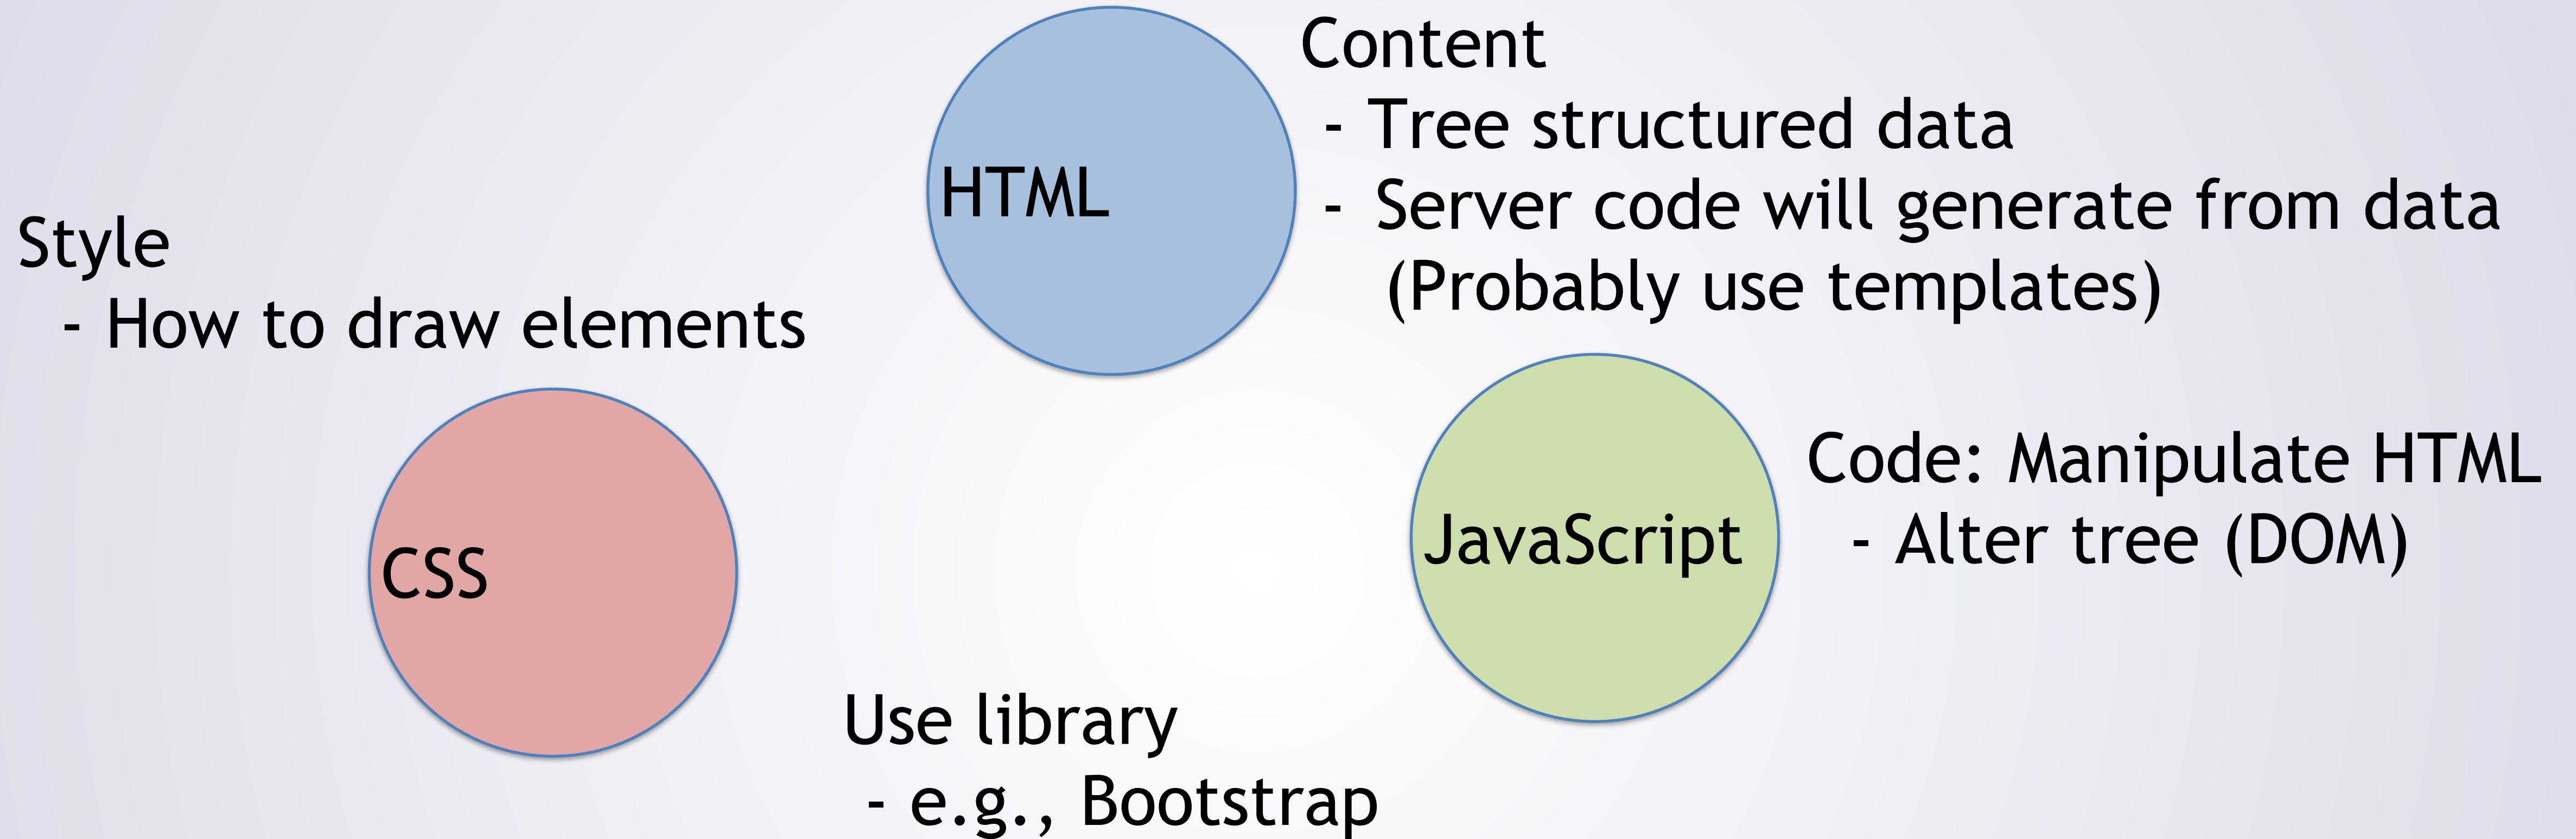 HTML
Content
- Tree structured data
- Server code will generate from data
(Probably use templates)
Style
- How to draw elements
CSS
JavaScript
Code: Manipulate HTML
- Alter tree (DOM)
Use library
- e.g., Bootstrap